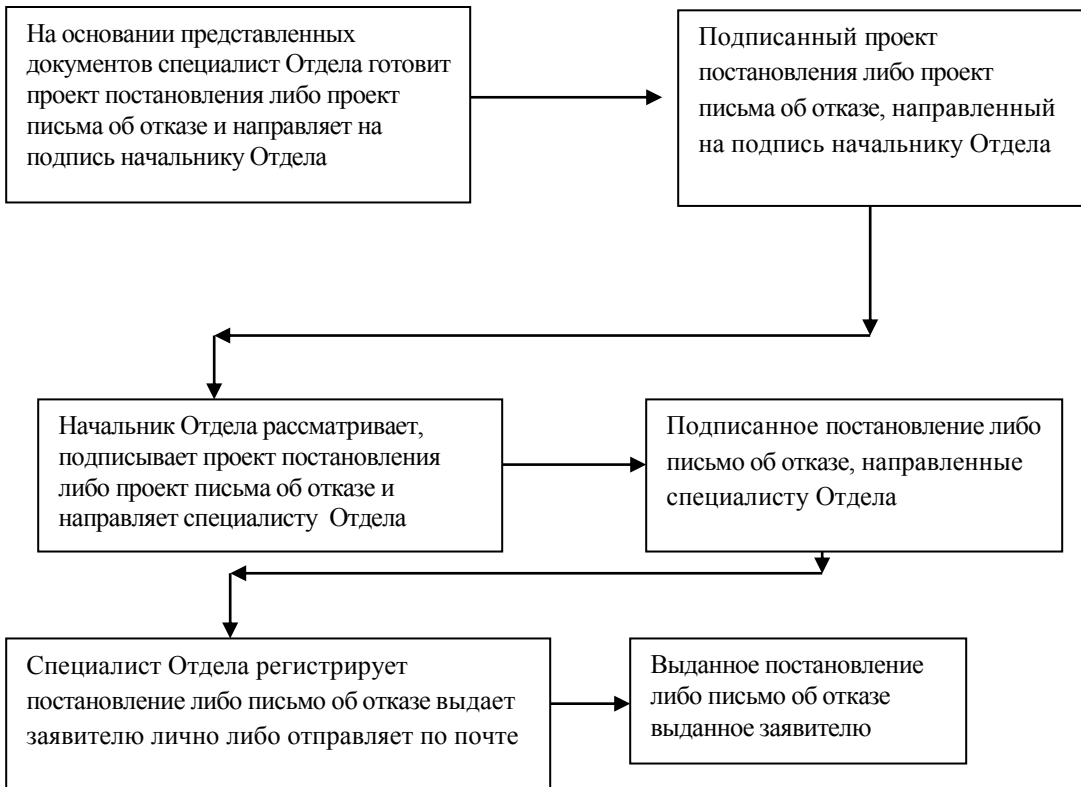 На основании представленных
документов специалист Отдела готовит
проект постановления либо проект
письма об отказе и направляет на
подпись начальнику Отдела
Подписанный проект
постановления либо проект
письма об отказе, направленный
на подпись начальнику Отдела
Начальник Отдела рассматривает,
подписывает проект постановления
либо проект письма об отказе и
направляет специалисту Отдела
Подписанное постановление либо
письмо об отказе, направленные
специалисту Отдела
Специалист Отдела регистрирует
постановление либо письмо об отказе выдает
заявителю лично либо отправляет по почте
Выданное постановление
либо письмо об отказе
выданное заявителю